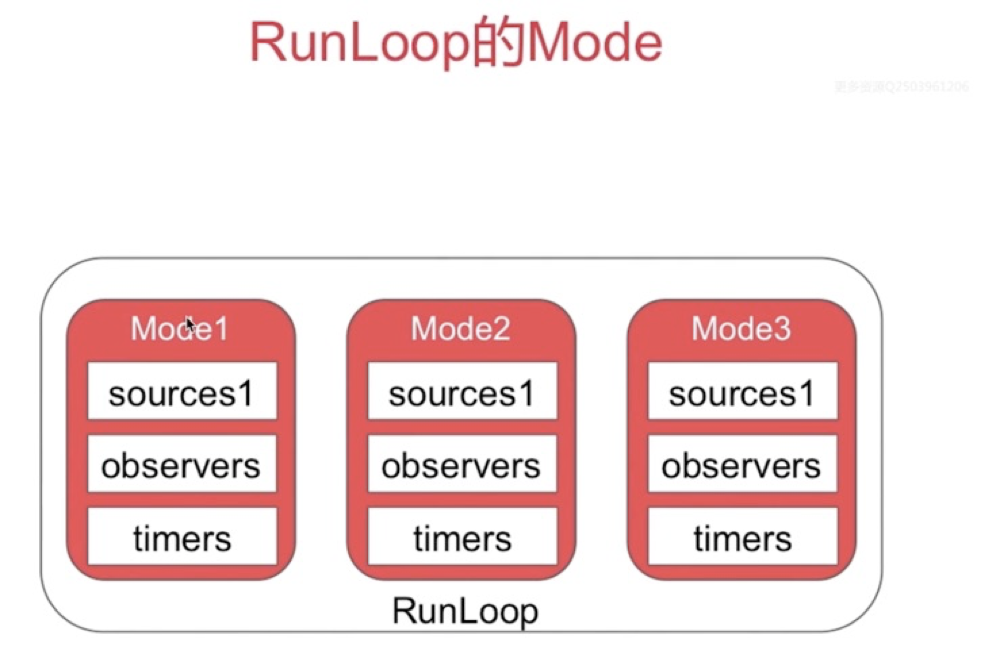 RunLoop的Mode
更多资源Q2503961206
Mode1
Mode2
Mode3
sources1
sources1
sources1
observers
observers
observers
timers
timers
timers
RunLoop